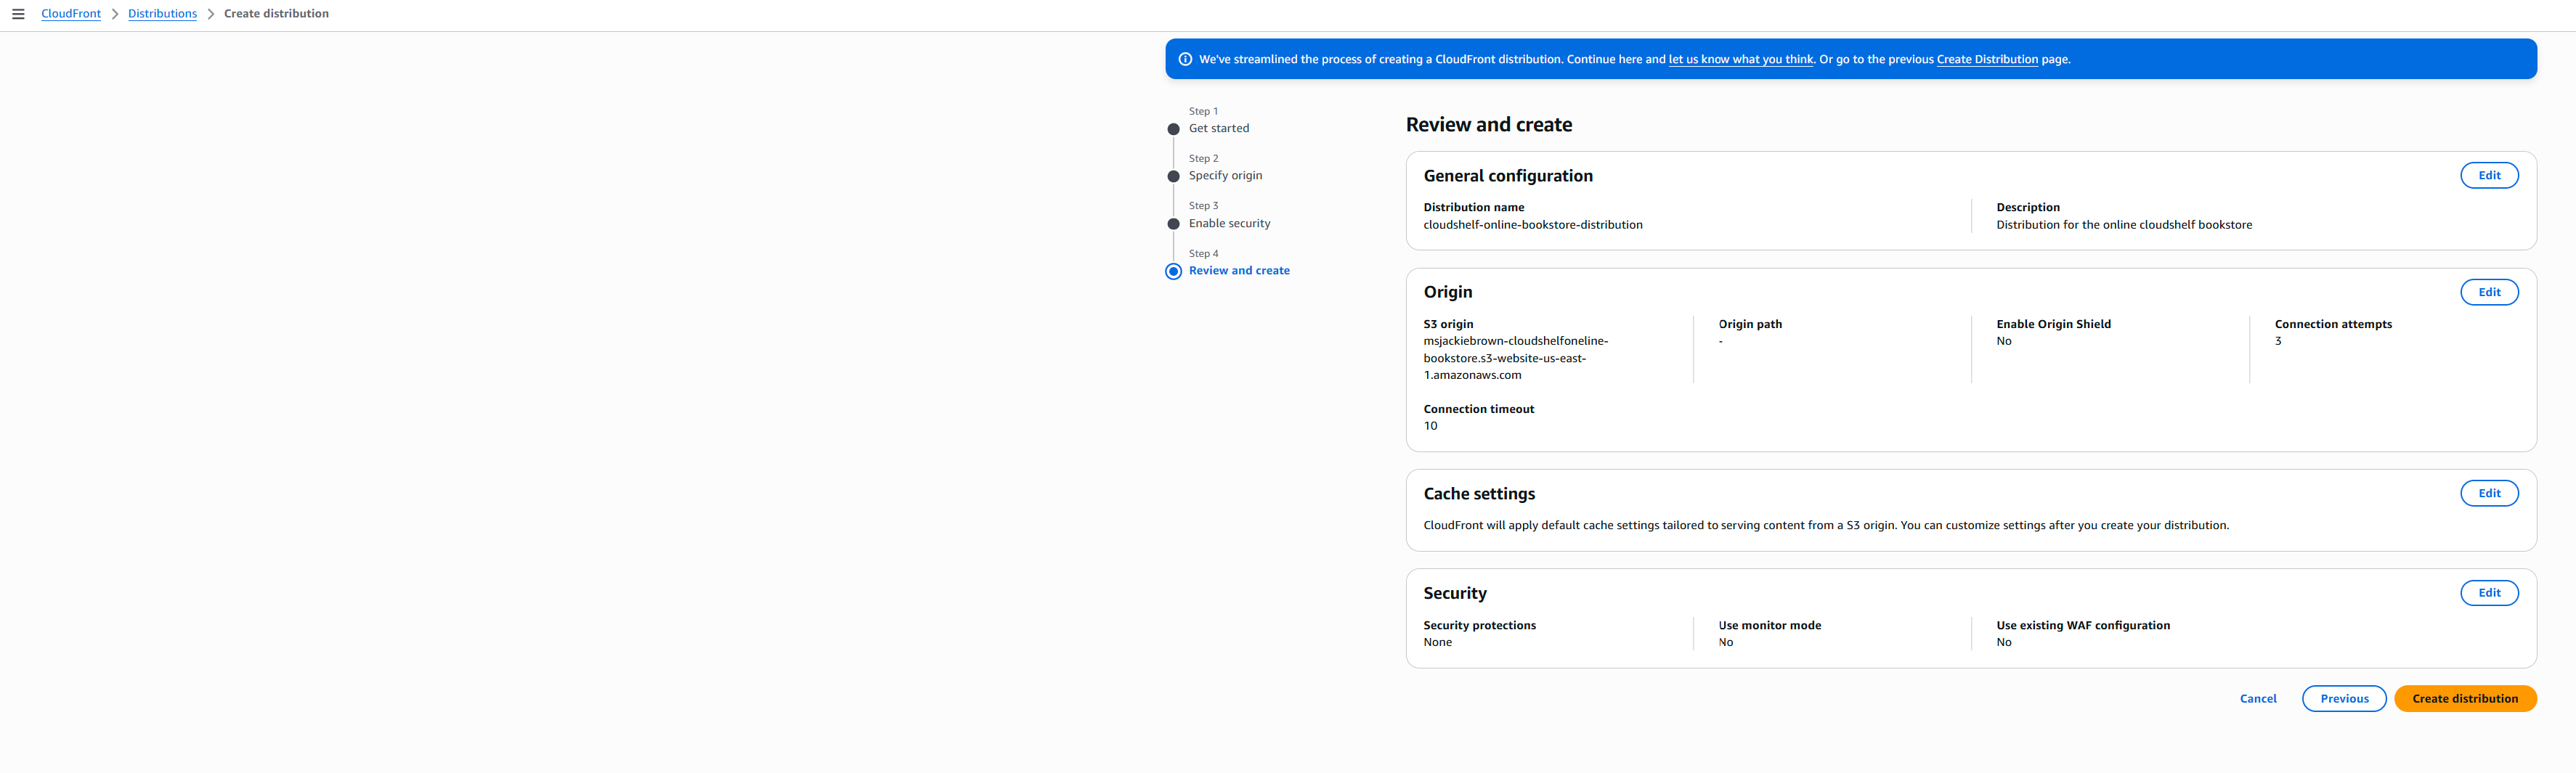 CloudFront > Distributions > Create distribution
We've streamlined the process of creating a CloudFront distribution. Continue here and let us know what you think. Or go to the previous Create Distribution page.
Step 1
Get started
Step 2
Specify origin
Step 3
Enable security
Step 4
Review and create
Review and create
General configuration
Edit
Distribution name
cloudshelf-online-bookstore-distribution
Description
Distribution for the online cloudshelf bookstore
Origin
Edit
S3 origin
msjackiebrown-cloudshelfoneline-
bookstore.s3-website-us-east-
1.amazonaws.com
Origin path
-
Enable Origin Shield
No
Connection attempts
3
Connection timeout
10
Cache settings
Edit
CloudFront will apply default cache settings tailored to serving content from a S3 origin. You can customize settings after you create your distribution.
Security
Edit
Security protections
None
Use monitor mode
No
Use existing WAF configuration
No
Cancel
Previous
Create distribution